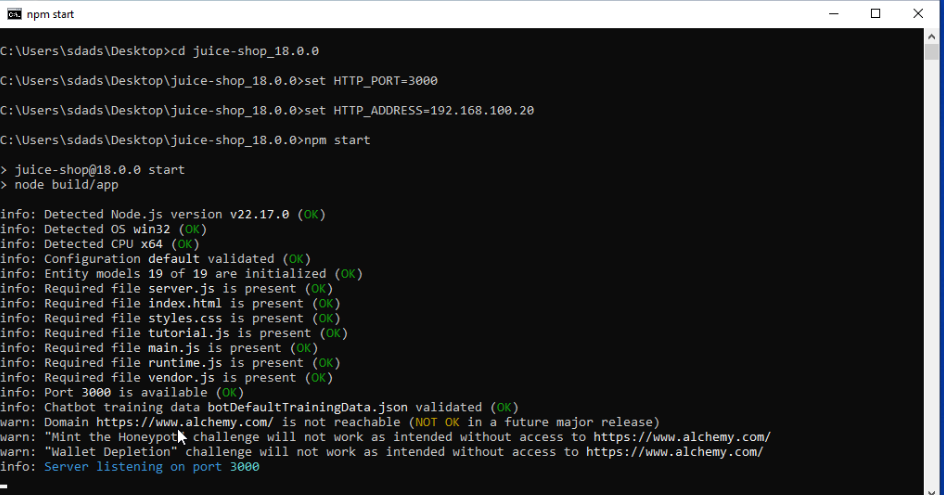 npm start
C:\Users\sdads\Desktop>cd juice-shop_18.0.0
C:\Users\sdads\Desktop\juice-shop_18.0.0>set HTTP_PORT=3000
C:\Users\sdads\Desktop\juice-shop_18.0.0>set HTTP_ADDRESS=192.168.100.20
C:\Users\sdads\Desktop\juice-shop_18.0.0>npm start
> juice-shop@18.0.0 start
> node build/app
info: Detected Node.js version v22.17.0 (OK)
info: Detected OS win32 (OK)
info: Detected CPU x64 (OK)
info: Configuration default validated (OK)
info: Entity models 19 of 19 are initialized (OK)
info: Required file server.js is present (OK)
info: Required file index.html is present (OK)
info: Required file styles.css is present (OK)
info: Required file tutorial.js is present (OK)
info: Required file main.js is present (OK)
info: Required file runtime.js is present (OK)
info: Required file vendor.js is present (OK)
info: Port 3000 is available (OK)
info: Chatbot training data botDefaultTrainingData.json validated (OK)
warn: Domain https://www.alchemy.com/ is not reachable (NOT OK in a future major release)
warn: "Mint the Honeypot" challenge will not work as intended without access to https://www.alchemy.com/
warn: "Wallet Depletion" challenge will not work as intended without access to https://www.alchemy.com/
info: Server listening on port 3000